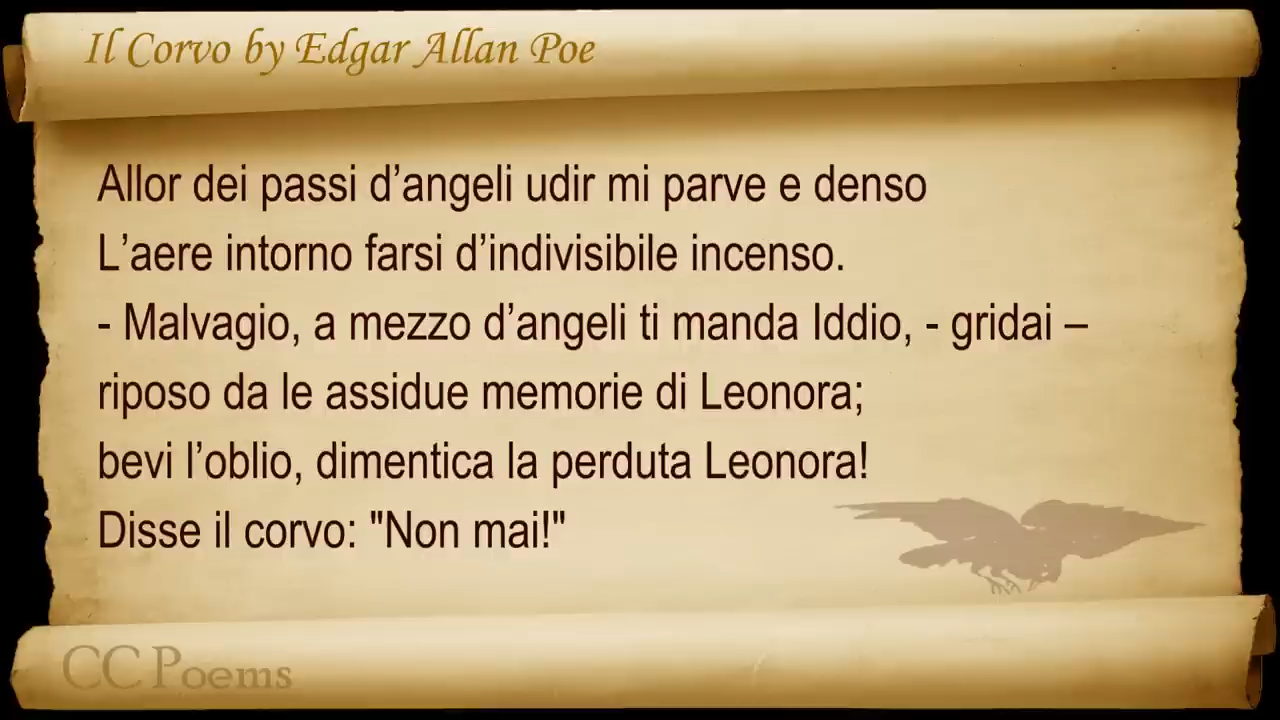 Il Corvo by Edgar Allan Poe
Allor dei passi d’angeli udir mi parve e denso
L’aere intorno farsi d’indivisibile incenso.
- Malvagio, a mezzo d’angeli ti manda Iddio, - gridai –
riposo da le assidue memorie di Leonora;
bevi l’oblio, dimentica la perduta Leonora!
Disse il corvo: "Non mai!"
CC Poems